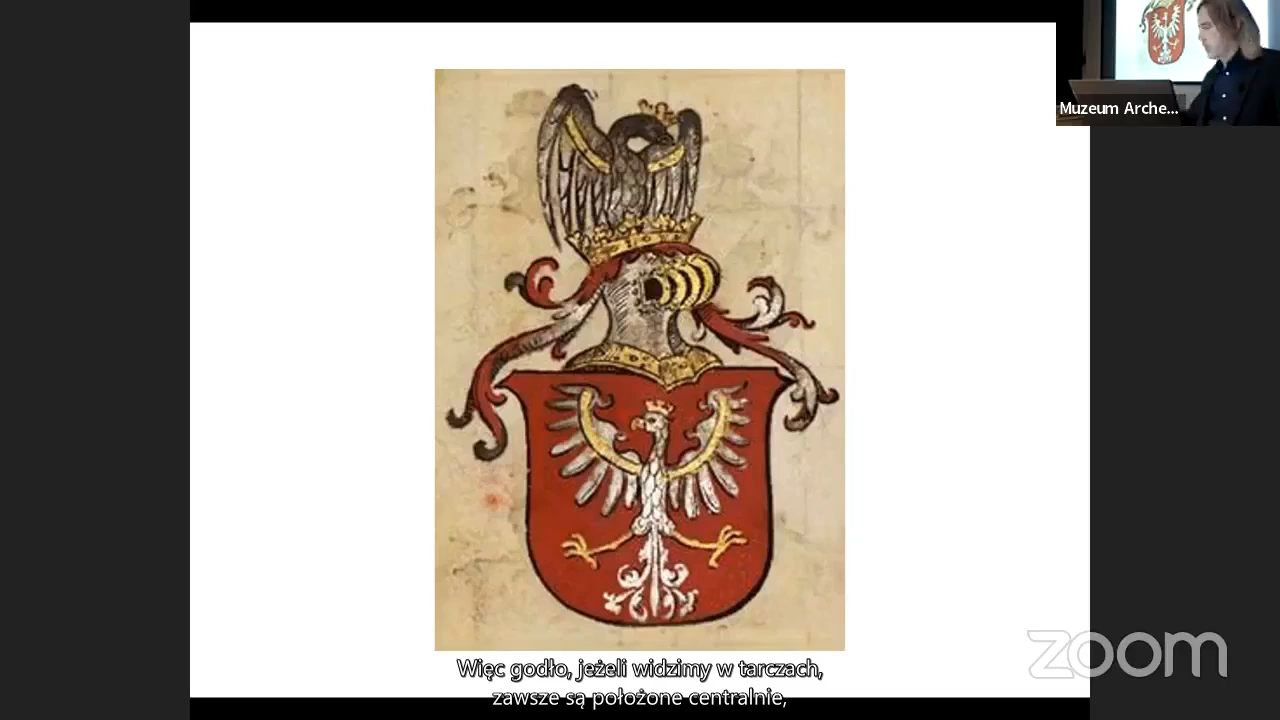 Muzeum Arche...
Więc godło, jeżeli widzimy w tarczach,
zawsze są położone centralnie,
zoom